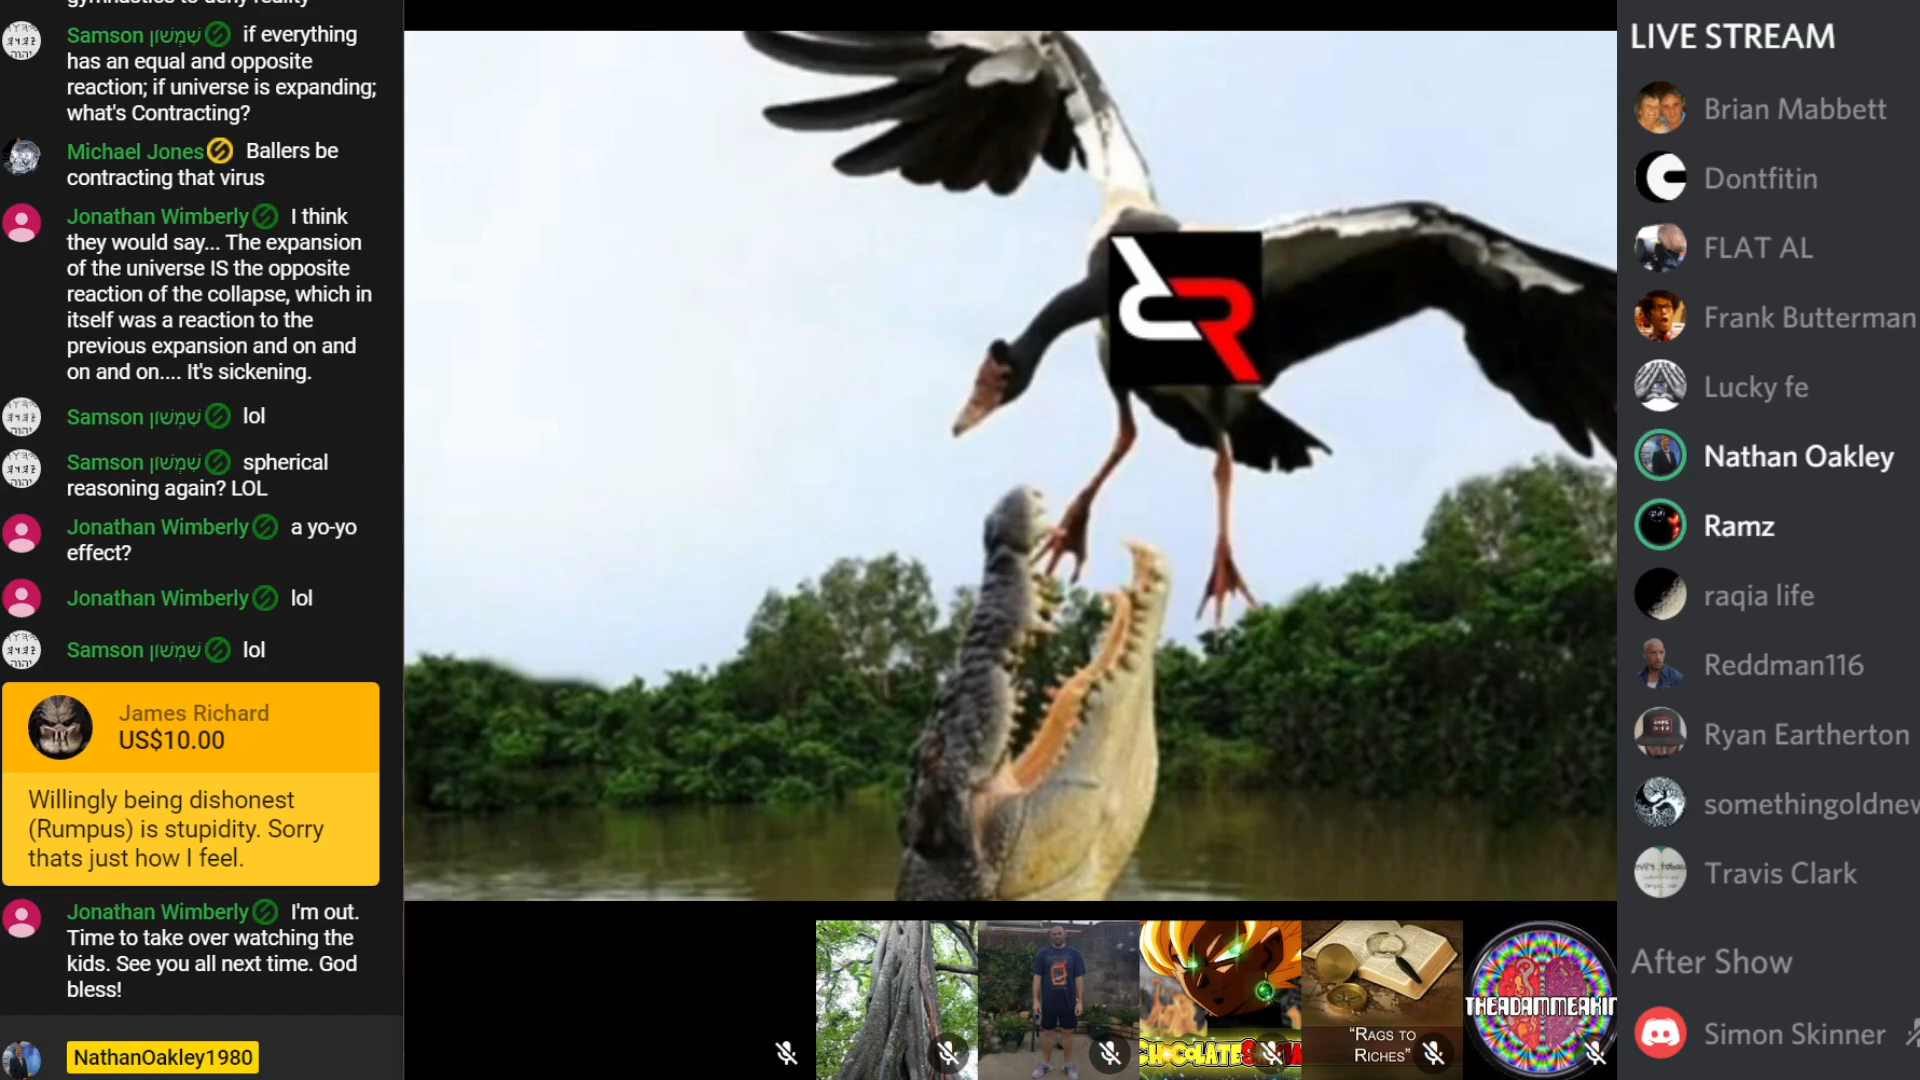 gymnastics to deny reality
Samson שִׁמְשׁוֹן if everything
has an equal and opposite
reaction; if universe is expanding;
what's Contracting?
Michael Jones Ballers be
contracting that virus
Jonathan Wimberly I think
they would say... The expansion
of the universe IS the opposite
reaction of the collapse, which in
itself was a reaction to the
previous expansion and on and
on and on.... It's sickening.
Samson שִׁמְשׁוֹן lol
Samson שִׁמְשׁוֹן spherical
reasoning again? LOL
Jonathan Wimberly a yo-yo
effect?
Jonathan Wimberly lol
Samson שִׁמְשׁוֹן lol
James Richard
US$10.00
Willingly being dishonest
(Rumpus) is stupidity. Sorry
thats just how I feel.
Jonathan Wimberly I'm out.
Time to take over watching the
kids. See you all next time. God
bless!
NathanOakley1980
R
"RAGS TO
RICHES"
THEADAMMEAKIN
LIVE STREAM
Brian Mabbett
Dontfitin
FLAT AL
Frank Butterman
Lucky fe
Nathan Oakley
Ramz
raqia life
Reddman116
Ryan Eartherton
somethingoldnew
Travis Clark
After Show
Simon Skinner